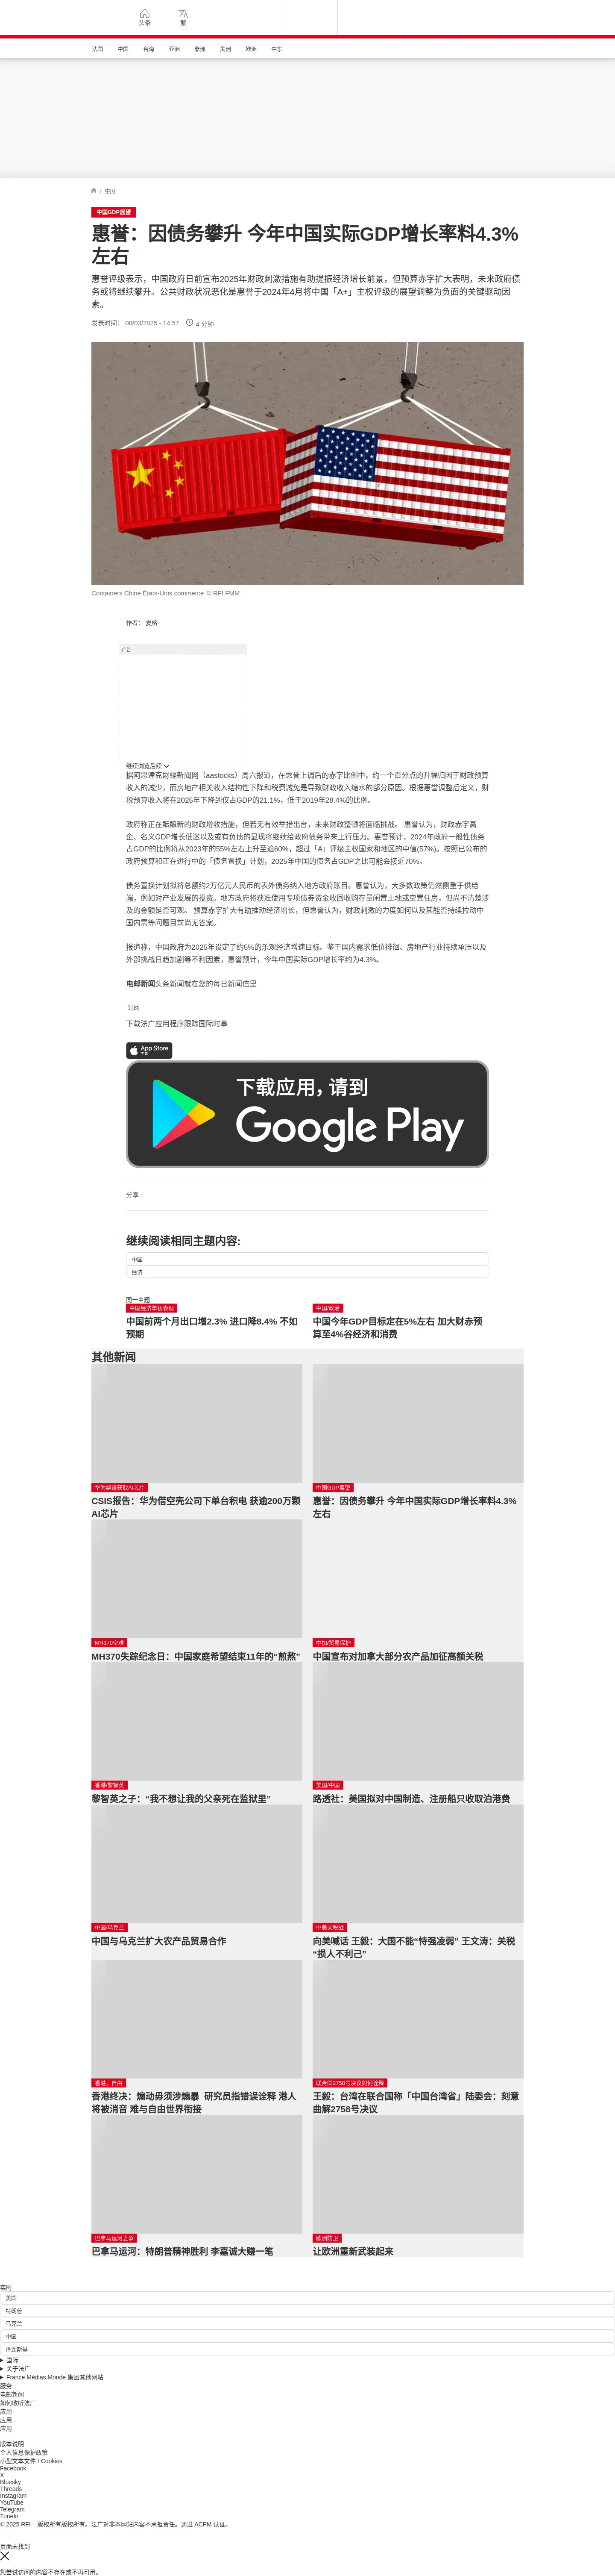 头条
繁
法国 中国 台海 亚洲 非洲 美洲 欧洲 中东
/ 中国
中国GDP展望
惠誉：因债务攀升 今年中国实际GDP增长率料4.3%
左右
惠誉评级表示，中国政府日前宣布2025年财政刺激措施有助提振经济增长前景，但预算赤字扩大表明，未来政府债
务或将继续攀升。公共财政状况恶化是惠誉于2024年4月将中国「A+」主权评级的展望调整为负面的关键驱动因
素。
发表时间： 08/03/2025 - 14:57 4 分钟
Containers Chine Etats-Unis commerce © RFI FMM
作者： 夏榕
广告
继续浏览后续
据阿思達克財經新聞网（aastocks）周六报道，在惠誉上调后的赤字比例中，约一个百分点的升幅归因于财政预算
收入的减少，而房地产相关收入结构性下降和税费减免是导致财政收入缩水的部分原因。根据惠誉调整后定义，财
税预算收入将在2025年下降到仅占GDP的21.1%，低于2019年28.4%的比例。
政府称正在酝酿新的财政增收措施，但若无有效举措出台，未来财政整顿将面临挑战。 惠誉认为，财政赤字高
企、名义GDP增长低迷以及或有负债的显现将继续给政府债务带来上行压力。惠誉预计，2024年政府一般性债务
占GDP的比例将从2023年的55%左右上升至逾60%，超过「A」评级主权国家和地区的中值(57%)。按照已公布的
政府预算和正在进行中的「债务置换」计划，2025年中国的债务占GDP之比可能会接近70%。
债务置换计划拟将总额约2万亿元人民币的表外债务纳入地方政府账目。惠誉认为，大多数政策仍然侧重于供给
端，例如对产业发展的投资。地方政府将获准使用专项债券资金收回收购存量闲置土地或空置住房，但尚不清楚涉
及的金额是否可观。 预算赤字扩大有助推动经济增长，但惠誉认为，财政刺激的力度如何以及其能否持续拉动中
国内需等问题目前尚无答案。
报道称，中国政府为2025年设定了约5%的乐观经济增速目标。鉴于国内需求低位徘徊、房地产行业持续承压以及
外部挑战日趋加剧等不利因素，惠誉预计，今年中国实际GDP增长率约为4.3%。
电邮新闻头条新闻就在您的每日新闻信里
订阅
下载法广应用程序跟踪国际时事
App Store
下载
下载应用，请到
Google Play
分享 :
继续阅读相同主题内容:
中国
经济
同一主题
中国经济年初表现
中国前两个月出口增2.3% 进口降8.4% 不如
预期
中国/政治
中国今年GDP目标定在5%左右 加大财赤预
算至4%谷经济和消费
其他新闻
华为绕道获取AI芯片
CSIS报告：华为借空壳公司下单台积电 获逾200万颗
AI芯片
中国GDP展望
惠誉：因债务攀升 今年中国实际GDP增长率料4.3%
左右
MH370空难
MH370失踪纪念日：中国家庭希望结束11年的“煎熬”
中加/贸易保护
中国宣布对加拿大部分农产品加征高额关税
香港/黎智英
黎智英之子：“我不想让我的父亲死在监狱里”
美国/中国
路透社：美国拟对中国制造、注册船只收取泊港费
中国/乌克兰
中国与乌克兰扩大农产品贸易合作
中美关税战
向美喊话 王毅：大国不能“恃强凌弱” 王文涛：关税
“损人不利己”
香港，自由
香港终决：煽动毋须涉煽暴 研究员指错误诠释 港人
将被消音 难与自由世界衔接
联合国2758号决议如何诠释
王毅：台湾在联合国称「中国台湾省」陆委会：刻意
曲解2758号决议
巴拿马运河之争
巴拿马运河：特朗普精神胜利 李嘉诚大赚一笔
欧洲防卫
让欧洲重新武装起来
实时
美国
特朗普
乌克兰
中国
泽连斯基
国际
关于法广
France Médias Monde 集团其他网站
服务
电邮新闻
如何收听法广
应用
应用
应用
版本说明
个人信息保护政策
小型文本文件 / Cookies
Facebook
X
Bluesky
Threads
Instagram
YouTube
Telegram
TuneIn
© 2025 RFI – 版权所有版权所有。法广对非本网站内容不承担责任。通过 ACPM 认证。
页面未找到
您尝试访问的内容不存在或不再可用。